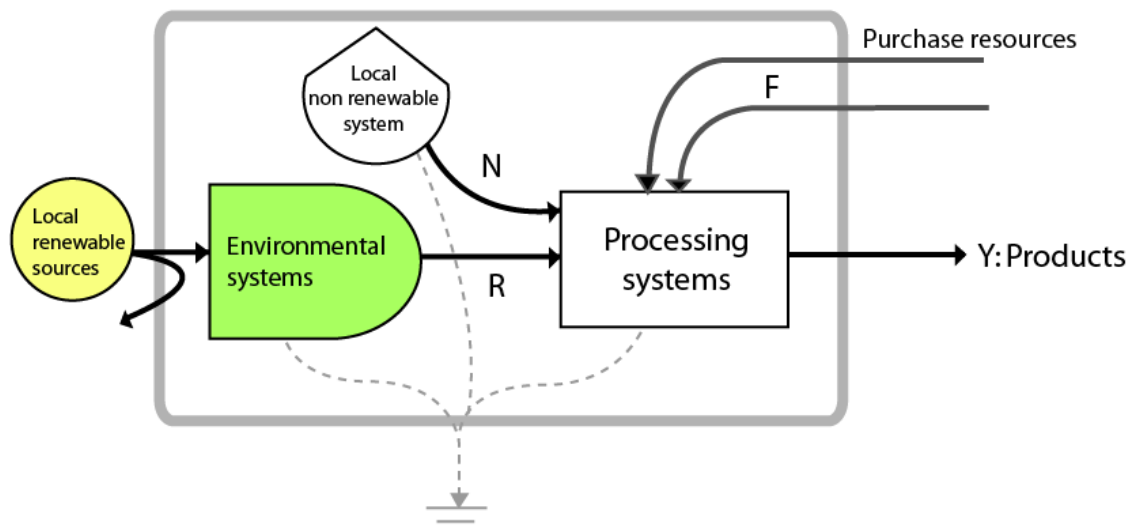 Purchase resources
F
Local
non renewable
system
N
Local
renewable
sources
Environmental
systems
R
Processing
systems
Y: Products